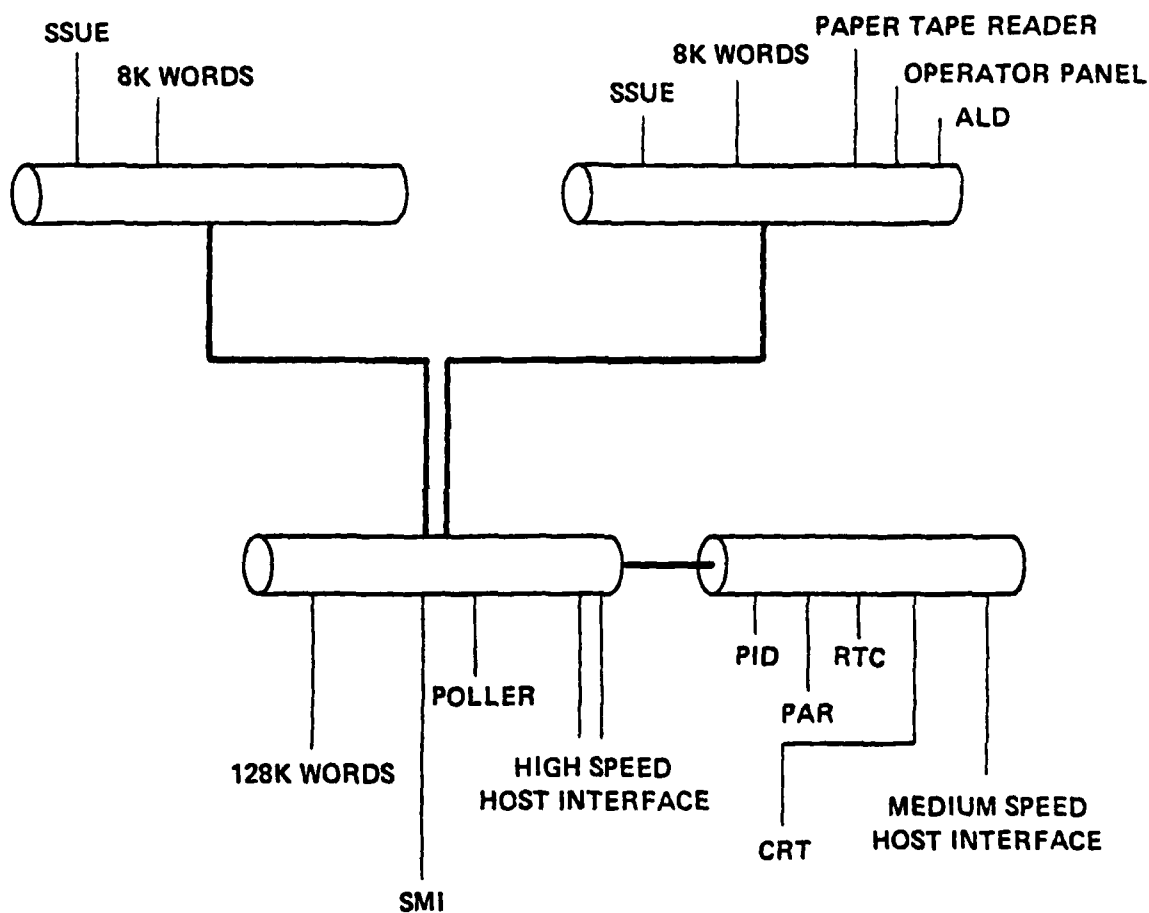 SSUE
8K WORDS
SSUE
8K WORDS
PAPER TAPE READER
OPERATOR PANEL
ALD
128K WORDS
SMI
POLLER
HIGH SPEED
HOST INTERFACE
PID
PAR
RTC
CRT
MEDIUM SPEED
HOST INTERFACE